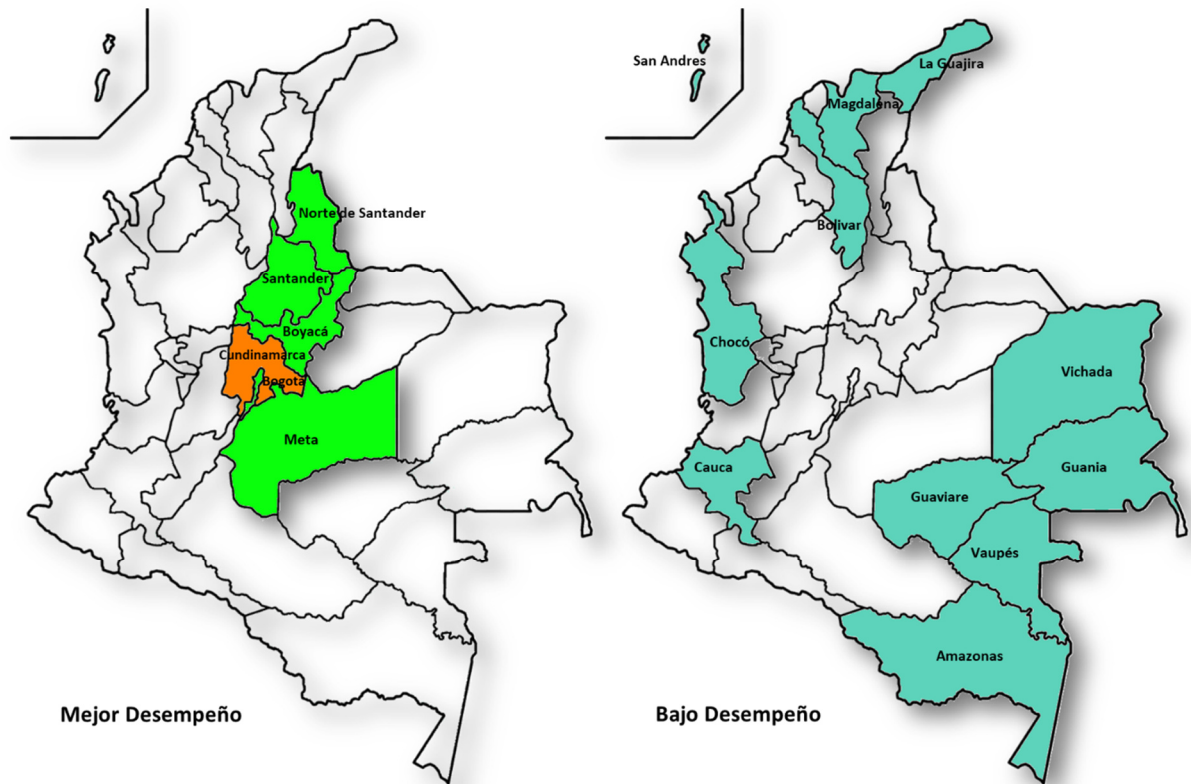 Norte de Santander
Santander
Boyacá
Cundinamarca
Bogota
Meta
Mejor Desempeño
San Andres
La Guajira
Magdalena
Bolivar
Chocó
Vichada
Cauca
Guania
Guaviare
Vaupés
Amazonas
Bajo Desempeño